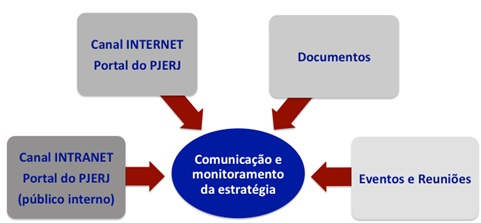 Canal INTERNET
Portal do PJERJ
Documentos
Canal INTRANET
Portal do PJERJ
(público interno)
Comunicação e
monitoramento
da estratégia
Eventos e Reuniões